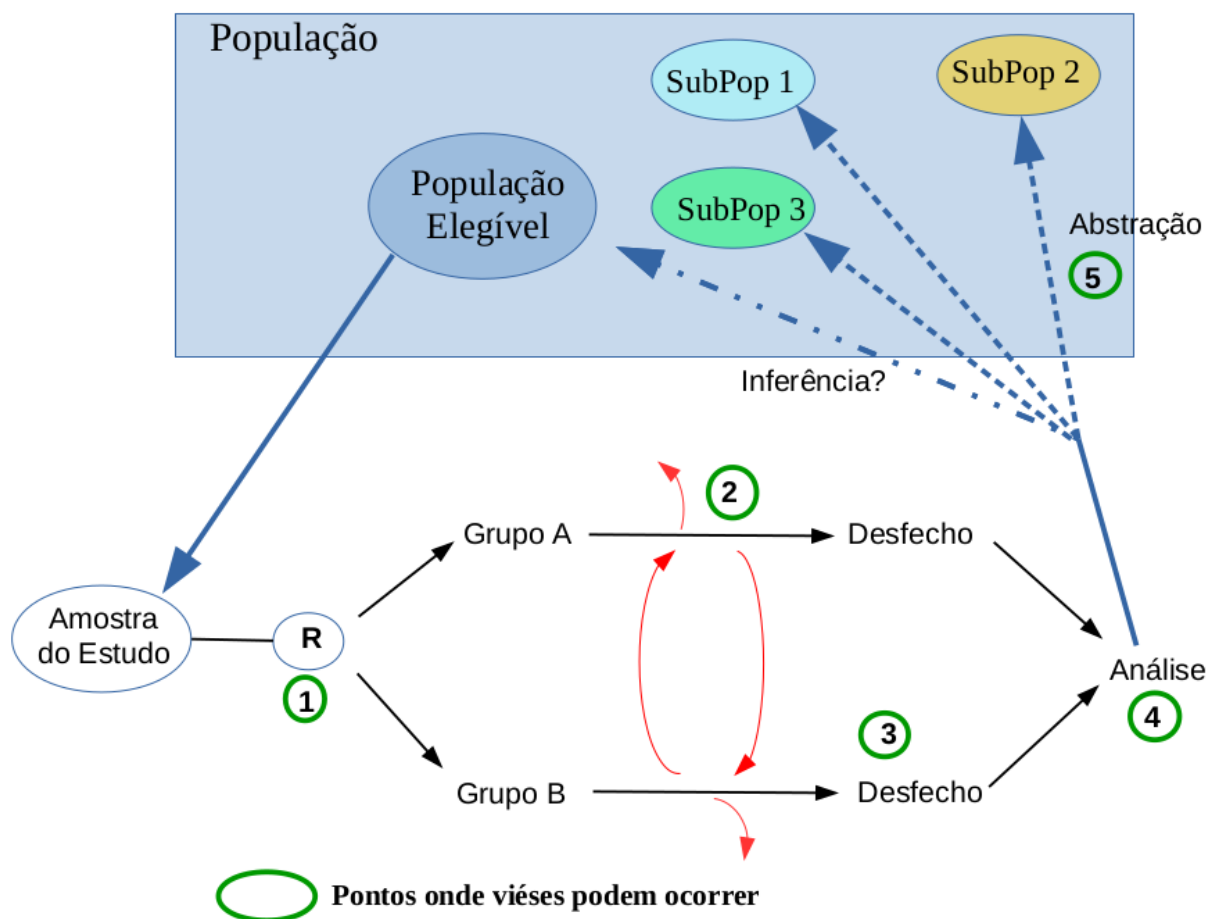 População
SubPop 1
SubPop 2
População
Elegível
SubPop 3
Abstração
5
Inferência?
2
Grupo A
Desfecho
Amostra
do Estudo
R
1
Análise
4
3
Grupo B
Desfecho
Pontos onde viéses podem ocorrer